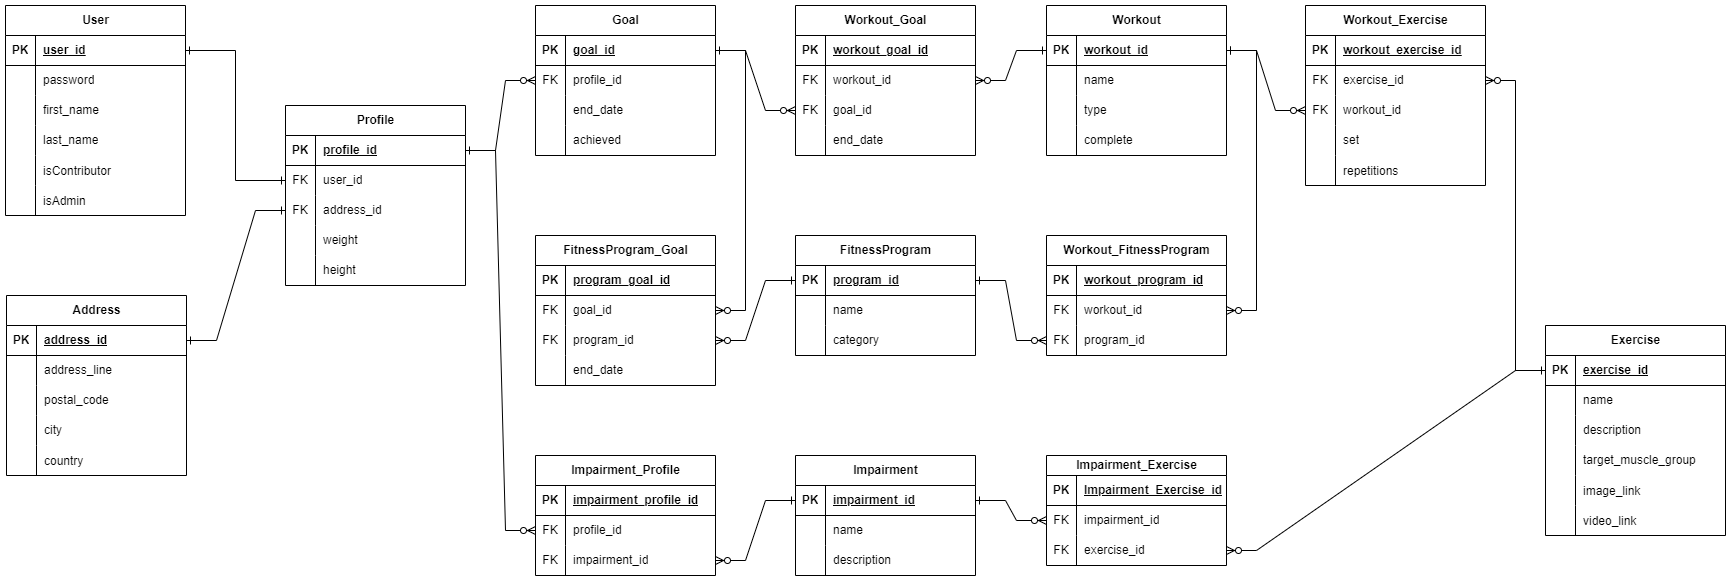 User
PK user_id
password
first_name
last_name
isContributor
isAdmin
Address
PK address_id
address_line
postal_code
city
country
Profile
PK profile_id
FK user_id
FK address_id
weight
height
Goal
PK goal_id
FK profile_id
end_date
achieved
FitnessProgram_Goal
PK program_goal_id
FK goal_id
FK program_id
end_date
Impairment_Profile
PK impairment_profile_id
FK profile_id
FK impairment_id
Workout_Goal
PK workout_goal_id
FK workout_id
FK goal_id
end_date
FitnessProgram
PK program_id
name
category
Impairment
PK impairment_id
name
description
Workout
PK workout_id
name
type
complete
Workout_FitnessProgram
PK workout_program_id
FK workout_id
FK program_id
Impairment_Exercise
PK Impairment_Exercise_id
FK impairment_id
FK exercise_id
Workout_Exercise
PK workout_exercise_id
FK exercise_id
FK workout_id
set
repetitions
Exercise
PK exercise_id
name
description
target_muscle_group
image_link
video_link